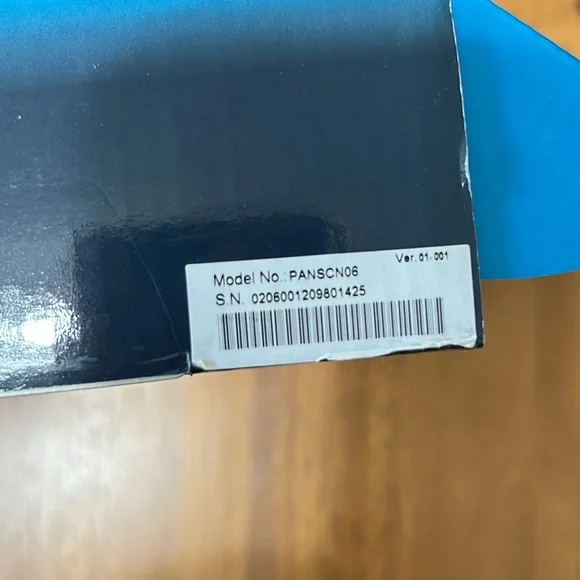 Ver. 01-001
Model No.: PANSCN06
S.N. 0206001209801425